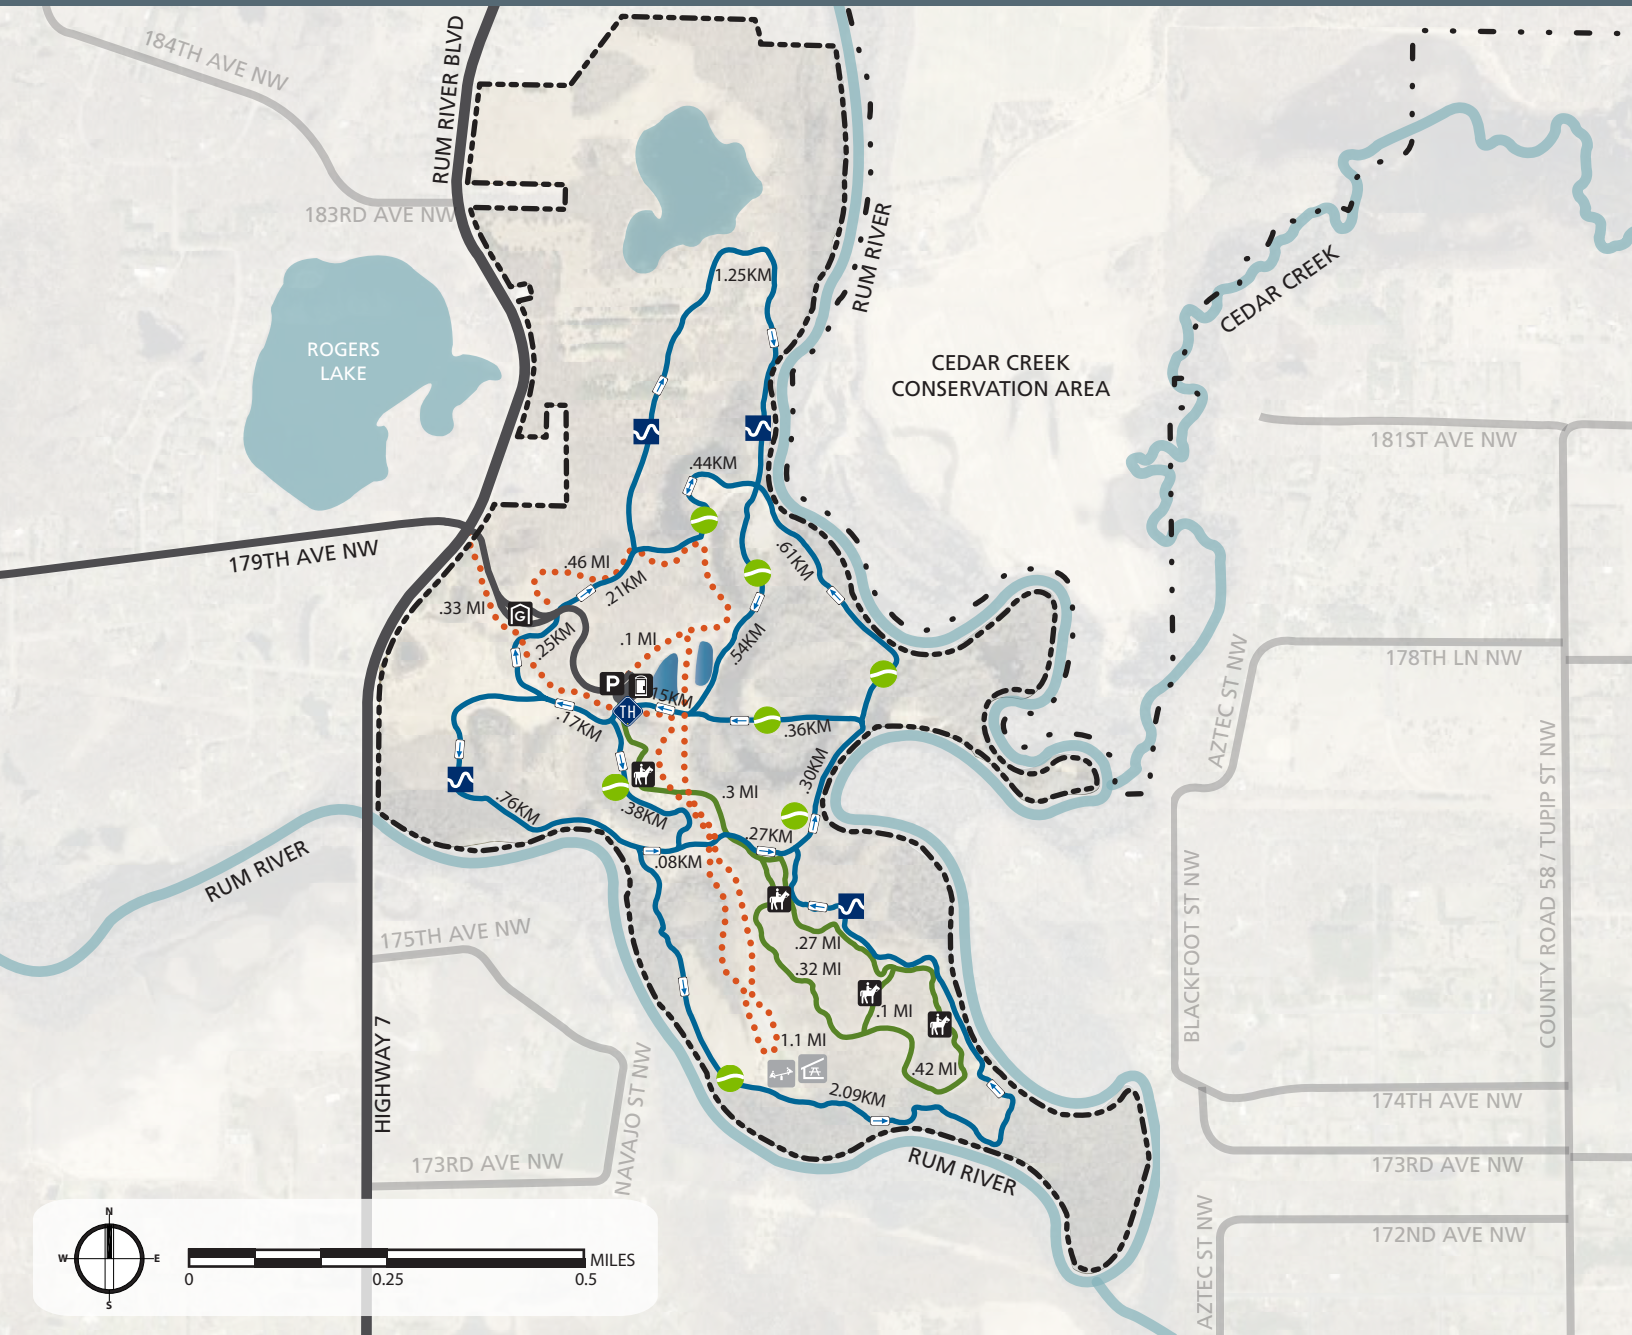 184TH AVE NW
RUM RIVER BLVD
183RD AVE NW
RUM RIVER
CEDAR CREEK
1.25KM
ROGERS
LAKE
CEDAR CREEK
CONSERVATION AREA
181ST AVE NW
.44KM
179TH AVE NW
.46 MI
.21KM
.61KM
.33 MI
G
.25KM
.1 MI
.54KM
178TH LN NW
AZTEC ST NW
P
.15KM
TH
.17KM
.36KM
.30KM
COUNTY ROAD 58 / TUPIP ST NW
.76KM
.38KM
.3 MI
.27KM
.08KM
RUM RIVER
175TH AVE NW
.27 MI
.32 MI
.1 MI
BLACKFOOT ST NW
1.1 MI
.42 MI
2.09KM
HIGHWAY 7
NAVAJO ST NW
174TH AVE NW
173RD AVE NW
RUM RIVER
173RD AVE NW
172ND AVE NW
AZTEC ST NW
N
W
E
S
MILES
0
0.25
0.5